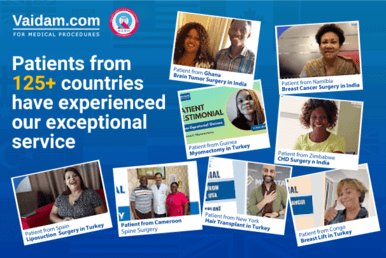 Vaidam.com
FOR MEDICAL PROCEDURES
Patients from
125+ countries
have experienced
our exceptional
service
Patient from Ghana
Brain Tumor Surgery in India
Patient from Namibia
Breast Cancer Surgery in India
TIMONIAL
Patient from Guinea
Myomectomy in Turkey
Patient from Zimbabwe
CHD Surgery n India
Patient from Spain
Liposuction Surgery in Turkey
Patient from Cameroon
Spine Surgery
Patient from New York
Hair Transplant in Turkey
Patient from Congo
Breast Lift in Turkey